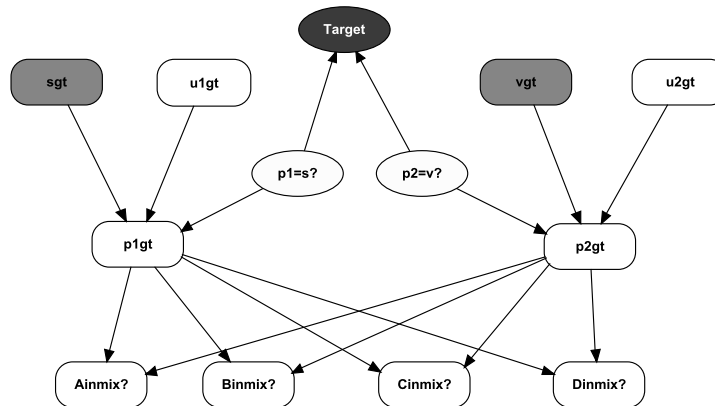 Target
sgt
u1gt
vgt
u2gt
p1=s?
p2=v?
p1gt
p2gt
Ainmix?
Binmix?
Cinmix?
Dinmix?